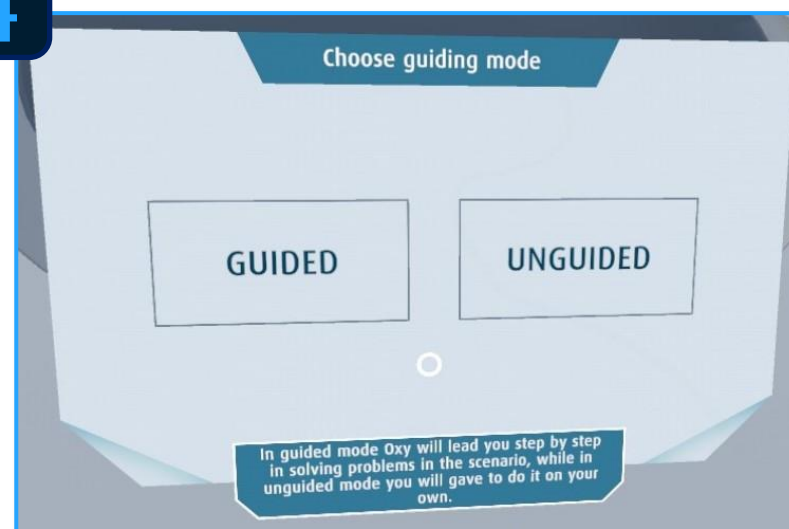 Choose guiding mode
GUIDED
UNGUIDED
In guided mode Oxy will lead you step by step
in solving problems in the scenario, while in
unguided mode you will gave to do it on your
own.